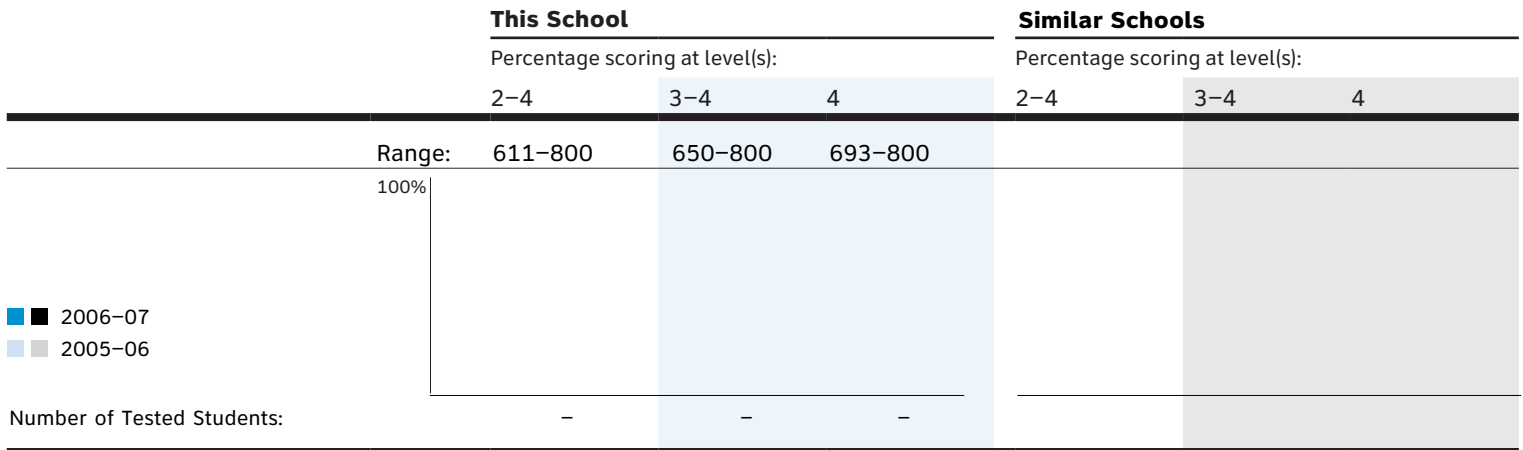 This School Similar Schools
Percentage scoring at level(s): Percentage scoring at level(s):
2–4 3–4 4 2–4 3–4 4
Range: 611–800 650–800 693–800
100%
2006–07
2005–06
Number of Tested Students: – – –